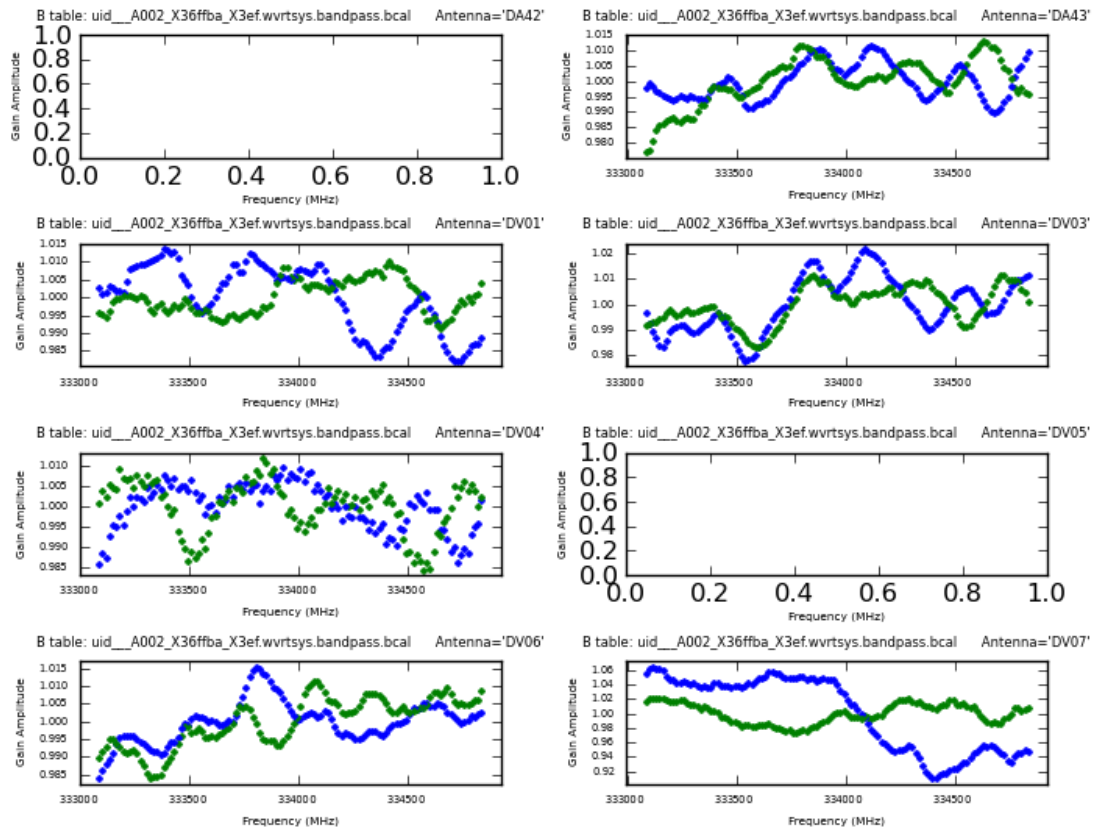 B table: uid___A002_X36ffba_X3ef.wvrtsys.bandpass.bcal Antenna='DA42'
Gain Amplitude
1.0
0.8
0.6
0.4
0.2
0.0
0.0 0.2 0.4 0.6 0.8 1.0
Frequency (MHz)
B table: uid___A002_X36ffba_X3ef.wvrtsys.bandpass.bcal Antenna='DA43'
Gain Amplitude
1.015
1.010
1.005
1.000
0.995
0.990
0.985
0.980
333000 333500 334000 334500
Frequency (MHz)
B table: uid___A002_X36ffba_X3ef.wvrtsys.bandpass.bcal Antenna='DV01'
Gain Amplitude
1.015
1.010
1.005
1.000
0.995
0.990
0.985
333000 333500 334000 334500
Frequency (MHz)
B table: uid___A002_X36ffba_X3ef.wvrtsys.bandpass.bcal Antenna='DV03'
Gain Amplitude
1.02
1.01
1.00
0.99
0.98
333000 333500 334000 334500
Frequency (MHz)
B table: uid___A002_X36ffba_X3ef.wvrtsys.bandpass.bcal Antenna='DV04'
Gain Amplitude
1.010
1.005
1.000
0.995
0.990
0.985
333000 333500 334000 334500
Frequency (MHz)
B table: uid___A002_X36ffba_X3ef.wvrtsys.bandpass.bcal Antenna='DV05'
Gain Amplitude
1.0
0.8
0.6
0.4
0.2
0.0
0.0 0.2 0.4 0.6 0.8 1.0
Frequency (MHz)
B table: uid___A002_X36ffba_X3ef.wvrtsys.bandpass.bcal Antenna='DV06'
Gain Amplitude
1.015
1.010
1.005
1.000
0.995
0.990
0.985
333000 333500 334000 334500
Frequency (MHz)
B table: uid___A002_X36ffba_X3ef.wvrtsys.bandpass.bcal Antenna='DV07'
Gain Amplitude
1.06
1.04
1.02
1.00
0.98
0.96
0.94
0.92
333000 333500 334000 334500
Frequency (MHz)